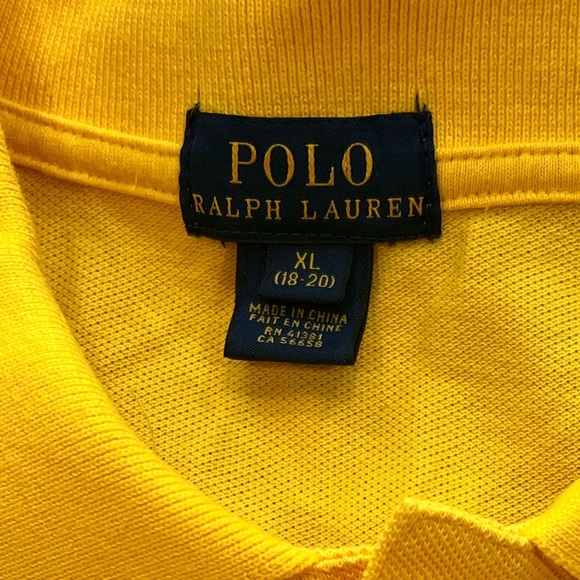 POLO
RALPH LAUREN
XL
(18-20)
MADE IN CHINA
FAIT EN CHINE
RN 41381
CA 56658